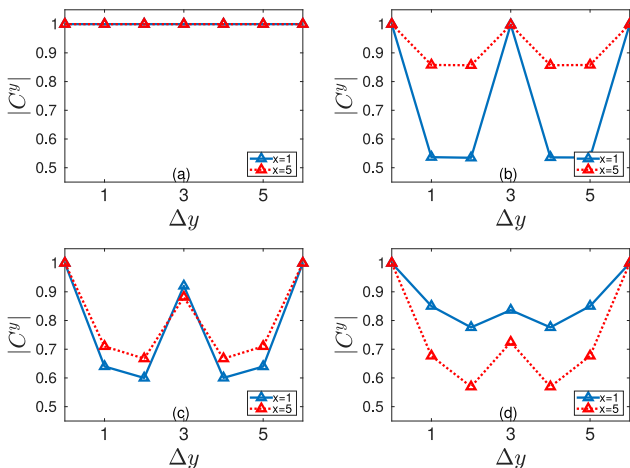 1
0.9
0.8
0.7
0.6
0.5
|C^y|
1 3 5
Δy
(a)
x=1
x=5
1
0.9
0.8
0.7
0.6
0.5
|C^y|
1 3 5
Δy
(b)
x=1
x=5
1
0.9
0.8
0.7
0.6
0.5
|C^y|
1 3 5
Δy
(c)
x=1
x=5
1
0.9
0.8
0.7
0.6
0.5
|C^y|
1 3 5
Δy
(d)
x=1
x=5